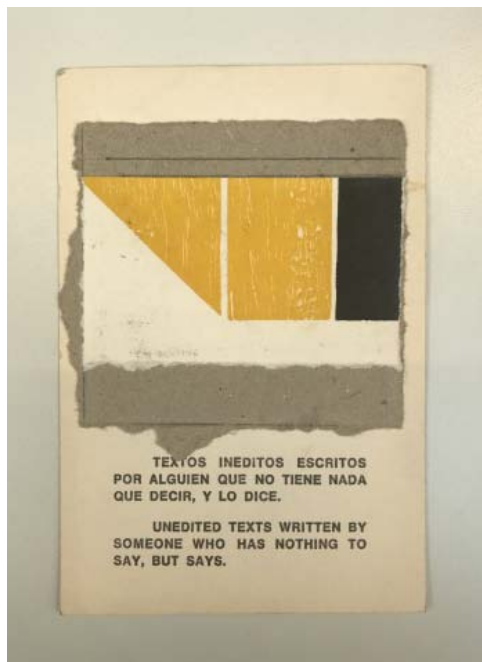 TEXTOS INEDITOS ESCRITOS
POR ALGUIEN QUE NO TIENE NADA
QUE DECIR, Y LO DICE.
UNEDITED TEXTS WRITTEN BY
SOMEONE WHO HAS NOTHING TO
SAY, BUT SAYS.